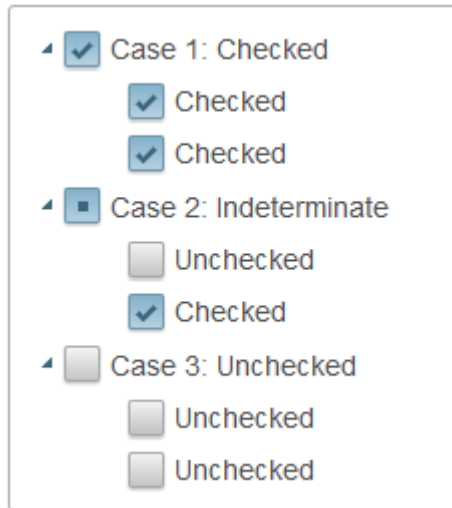 Case 1: Checked
Checked
Checked
Case 2: Indeterminate
Unchecked
Checked
Case 3: Unchecked
Unchecked
Unchecked